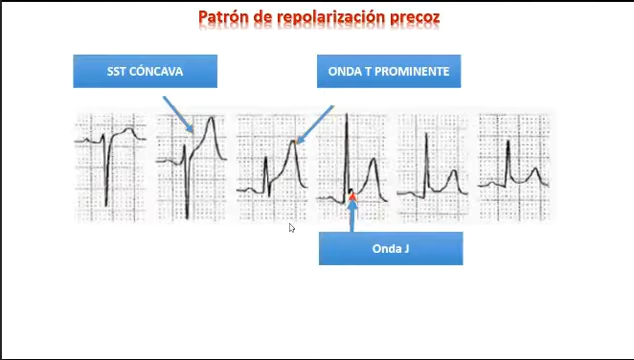 Patrón de repolarización precoz
SST CÓNCAVA
ONDA T PROMINENTE
Onda J